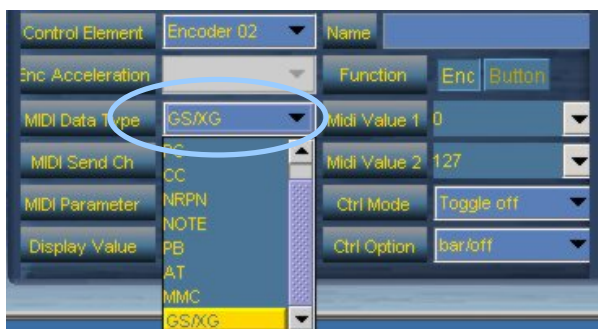 Control Element Encoder 02 Name
Enc Acceleration Function Enc Button
MIDI Data Type GS/XG Midi Value 1 0
MIDI Send Ch PC Midi Value 2 127
CC
MIDI Parameter NRPN Ctrl Mode Toggle off
NOTE
Display Value PB Ctrl Option bar/off
AT
MMC
GS/XG